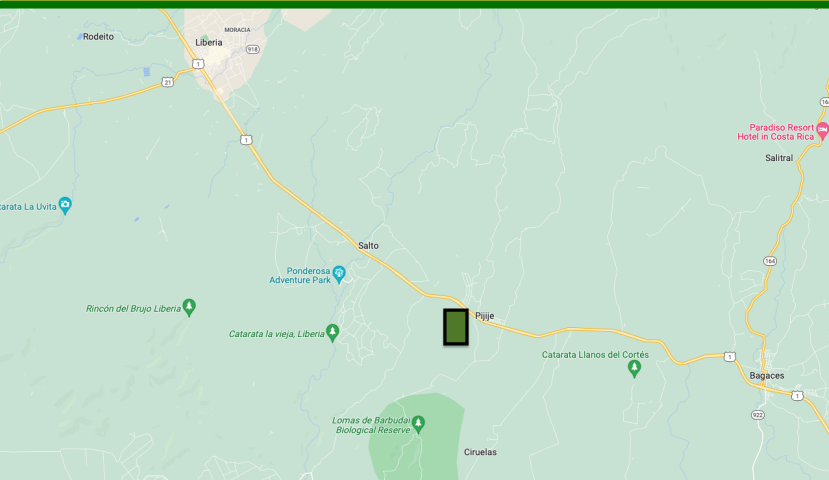 MORACIA
Rodeito
Liberia
918
1
21
164
1
Paradiso Resort
Hotel in Costa Rica
Salitral
Catarata La Uvita
Salto
164
Ponderosa
Adventure Park
Rincón del Brujo Liberia
Pijije
Catarata la vieja, Liberia
Catarata Llanos del Cortés
1
Bagaces
1
922
Lomas de Barbudal
Biological Reserve
Ciruelas